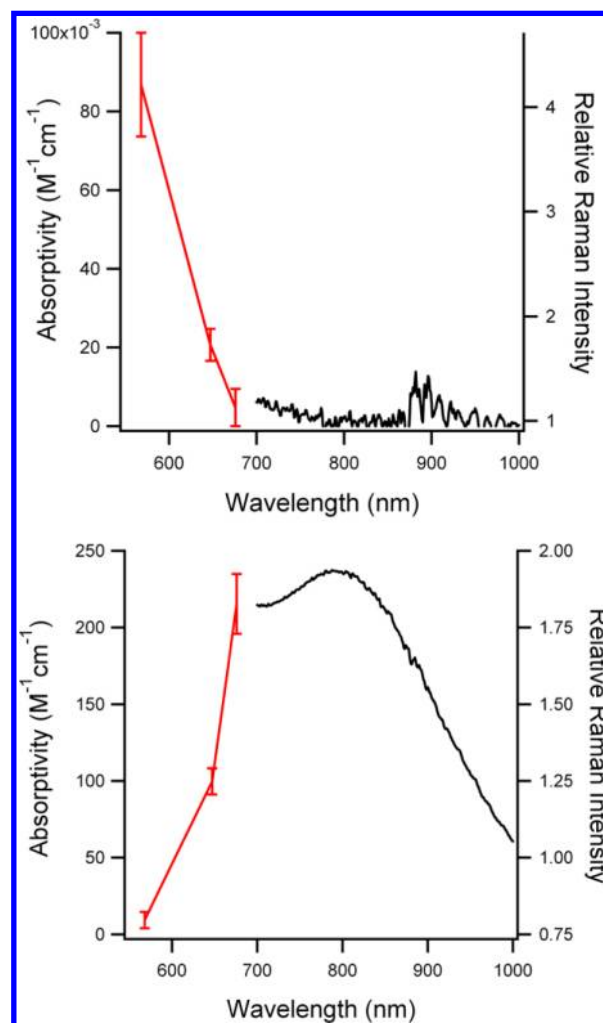 100x10-3
80
60
40
20
0
Absorptivity (M-1cm-1)
4
3
2
1
Relative Raman Intensity
600 700 800 900 1000
Wavelength (nm)
250
200
150
100
50
0
Absorptivity (M-1cm-1)
2.00
1.75
1.50
1.25
1.00
0.75
Relative Raman Intensity
600 700 800 900 1000
Wavelength (nm)